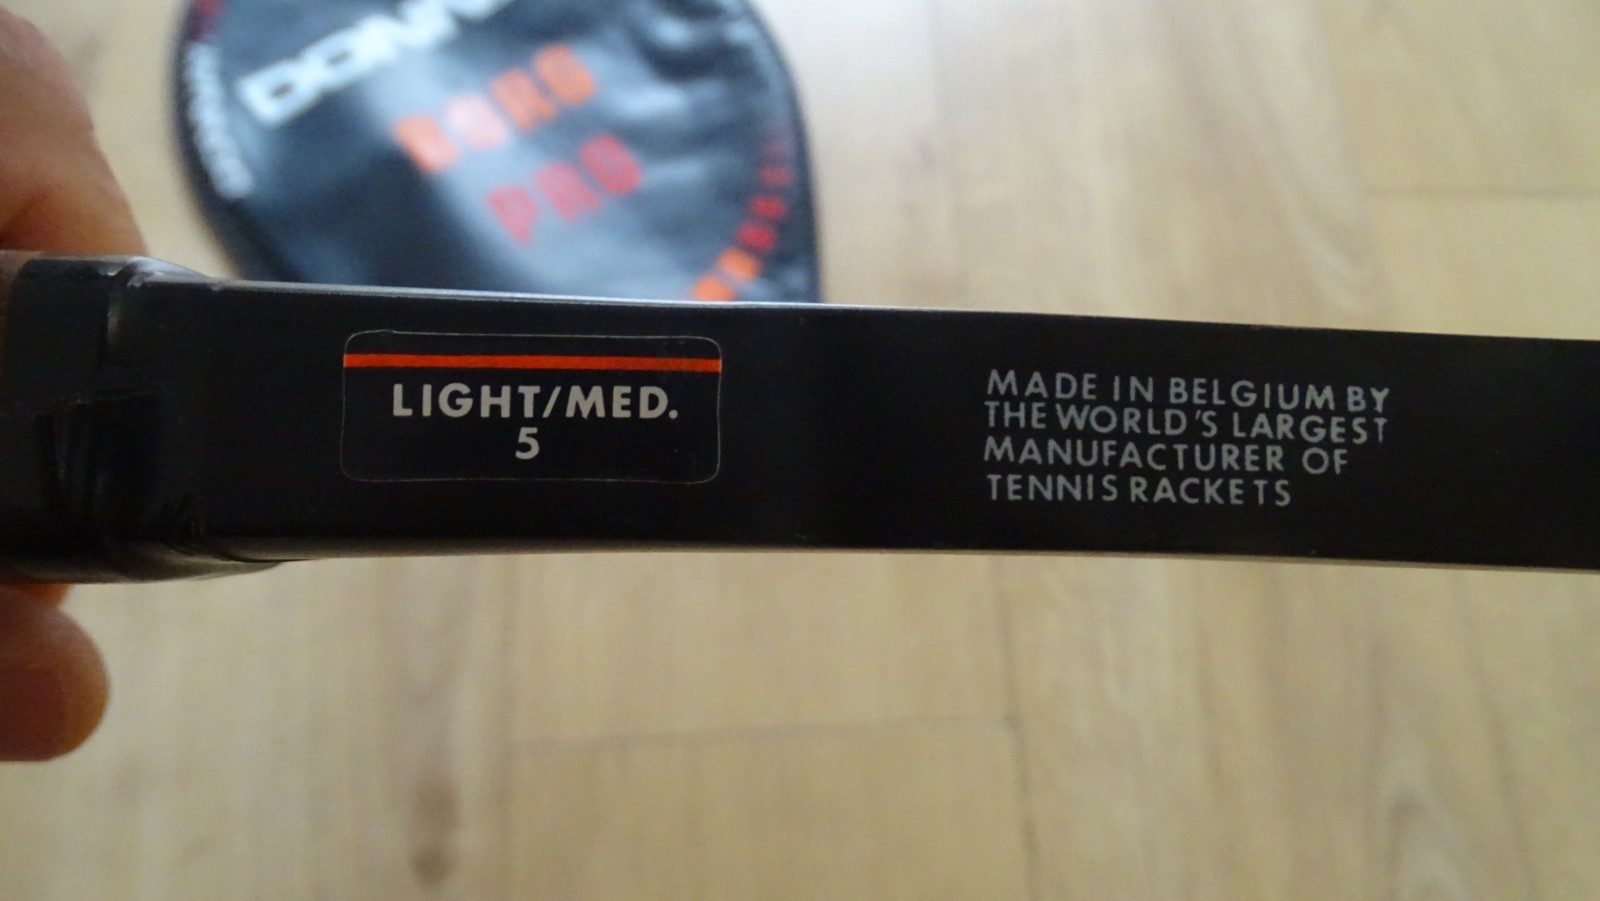 BORG
PRO
LIGHT/MED.
5
MADE IN BELGIUM BY
THE WORLD'S LARGEST
MANUFACTURER OF
TENNIS RACKETS